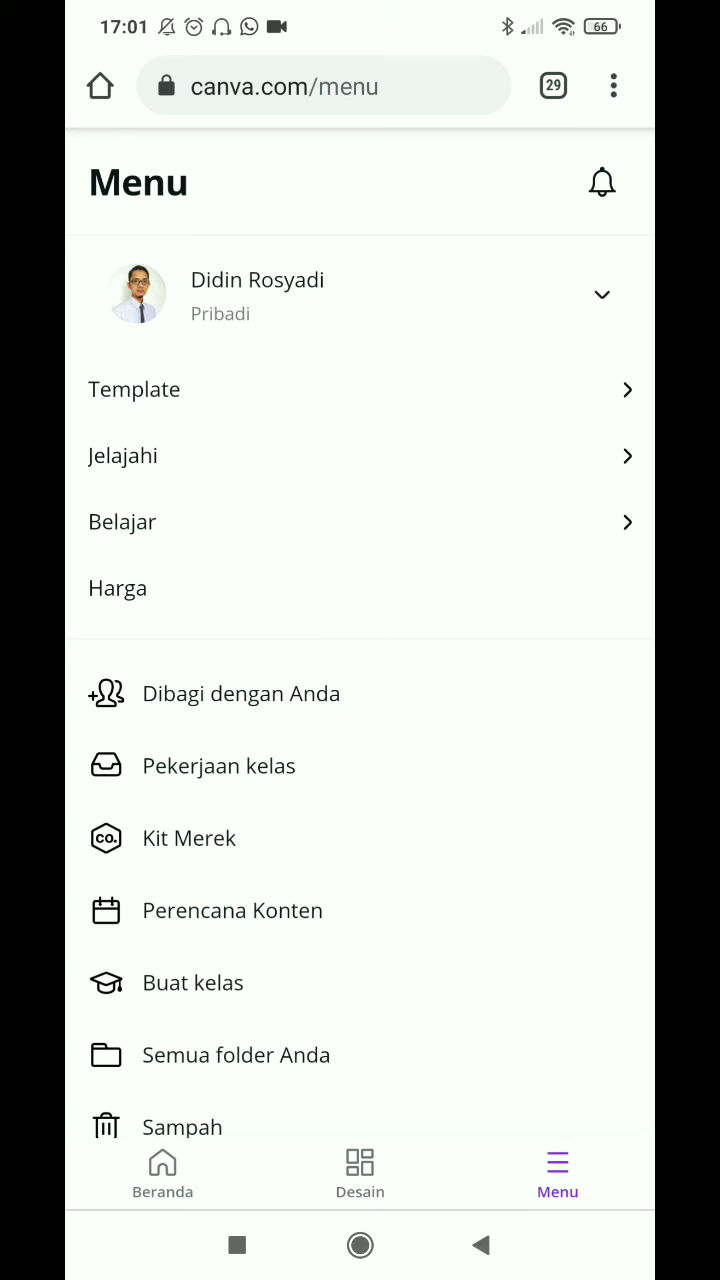 17:01
66
canva.com/menu
29
Menu
Didin Rosyadi
Pribadi
Template
Jelajahi
Belajar
Harga
Dibagi dengan Anda
Pekerjaan kelas
CO.
Kit Merek
Perencana Konten
Buat kelas
Semua folder Anda
Sampah
Beranda
Desain
Menu